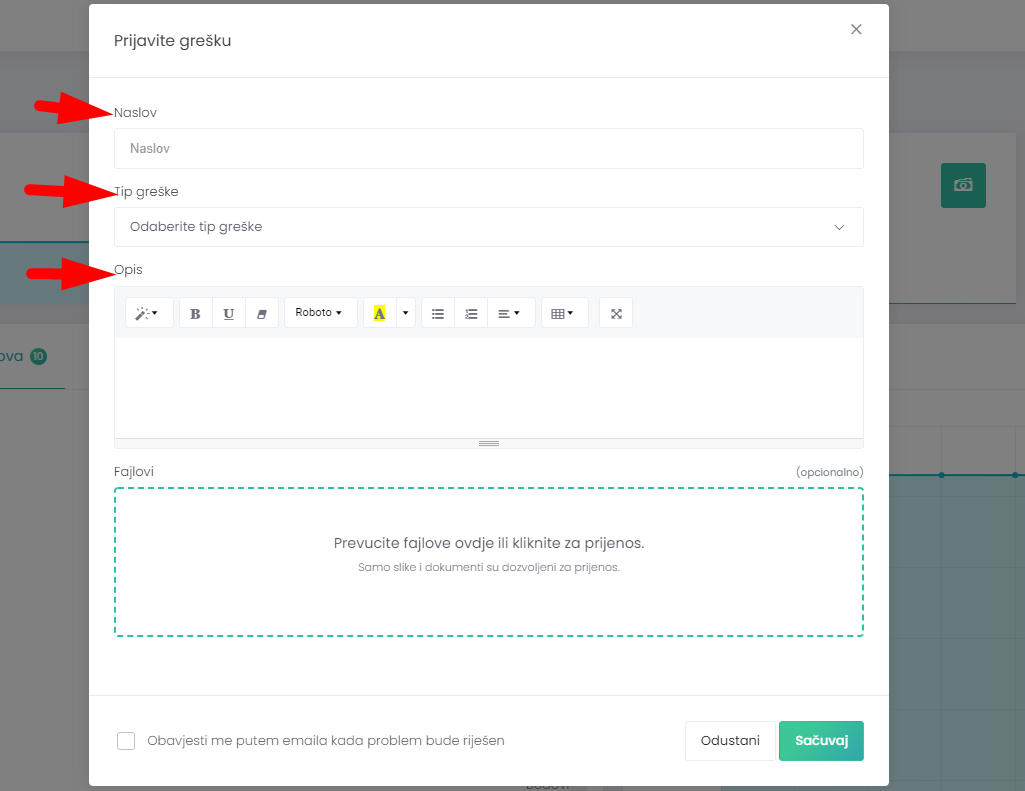 Prijavite grešku
Naslov
Naslov
Tip greške
Odaberite tip greške
Opis
B U Roboto A
ova 10
Fajlovi (opcionalno)
Prevucite fajlove ovdje ili kliknite za prijenos.
Samo slike i dokumenti su dozvoljeni za prijenos.
Obavjesti me putem emaila kada problem bude riješen
Odustani
Sačuvaj